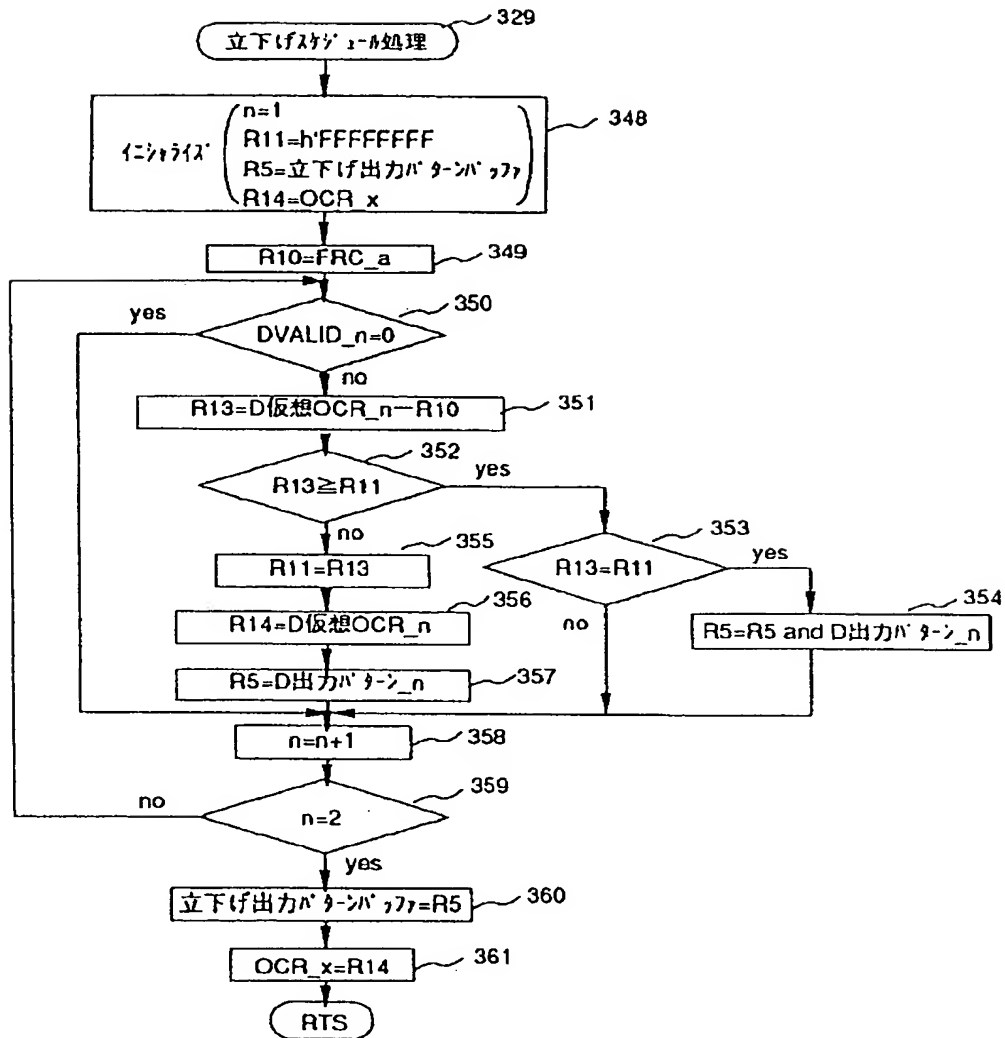 329
立下げｽｹｼﾞｭｰﾙ処理
348
ｲﾆｼｬﾗｲｽﾞ
n=1
R11=h'FFFFFFFF
R5=立下げ出力ﾊﾟﾀｰﾝﾊﾞｯﾌｧ
R14=OCR_x
R10=FRC_a
349
350
yes
DVALID_n=0
no
R13=D仮想OCR_n−R10
351
352
yes
R13≧R11
no
353
R13=R11
yes
no
354
R5=R5 and D出力ﾊﾟﾀｰﾝ_n
355
R11=R13
356
R14=D仮想OCR_n
R5=D出力ﾊﾟﾀｰﾝ_n
357
n=n+1
358
359
no
n=2
yes
立下げ出力ﾊﾟﾀｰﾝﾊﾞｯﾌｧ=R5
360
OCR_x=R14
361
RTS